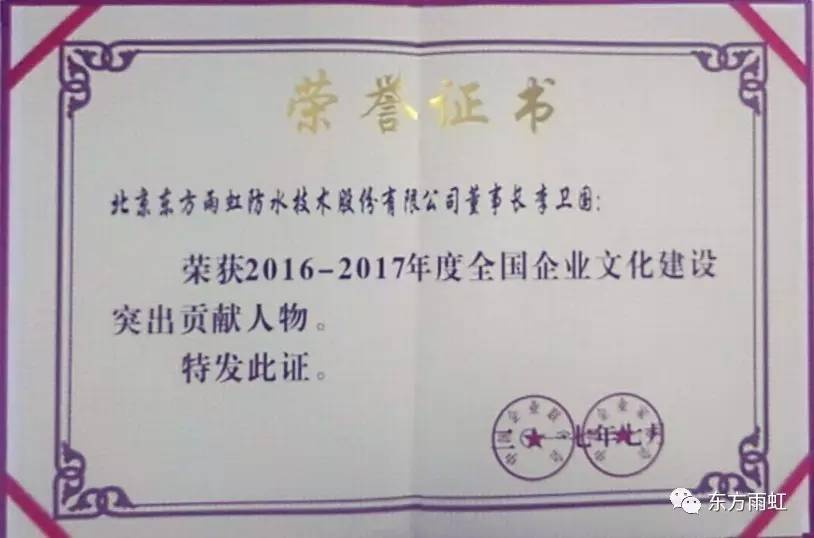 荣誉证书
北京东方雨虹防水技术股份有限公司董事长李卫国：
荣获2016-2017年度全国企业文化建设
突出贡献人物。
特发此证。
二〇一七年七月
东方雨虹